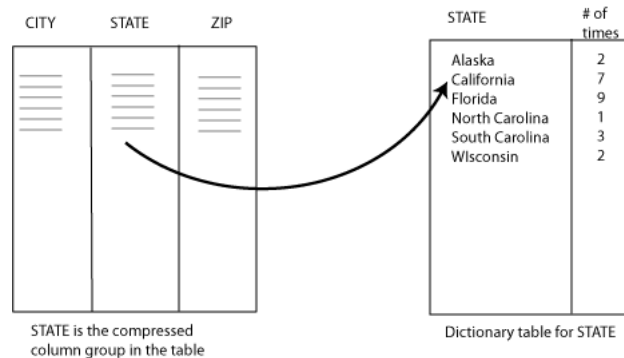 CITY STATE ZIP
STATE is the compressed
column group in the table
STATE # of
times
Alaska 2
California 7
Florida 9
North Carolina 1
South Carolina 3
WIsconsin 2
Dictionary table for STATE